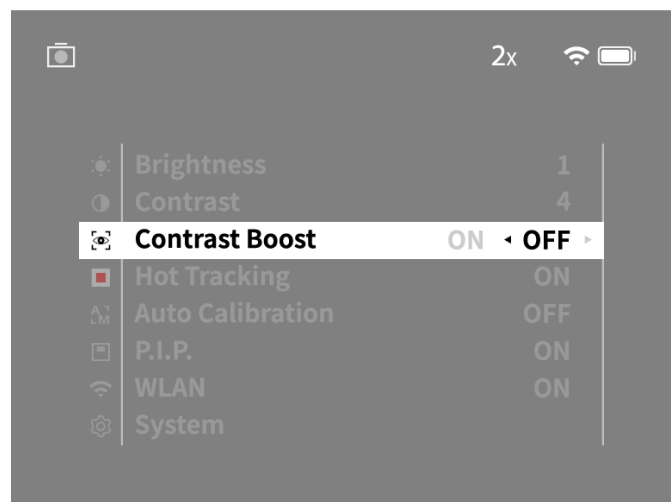 2x
Brightness 1
Contrast 4
Contrast Boost ON OFF
Hot Tracking ON
Auto Calibration OFF
P.I.P. ON
WLAN ON
System